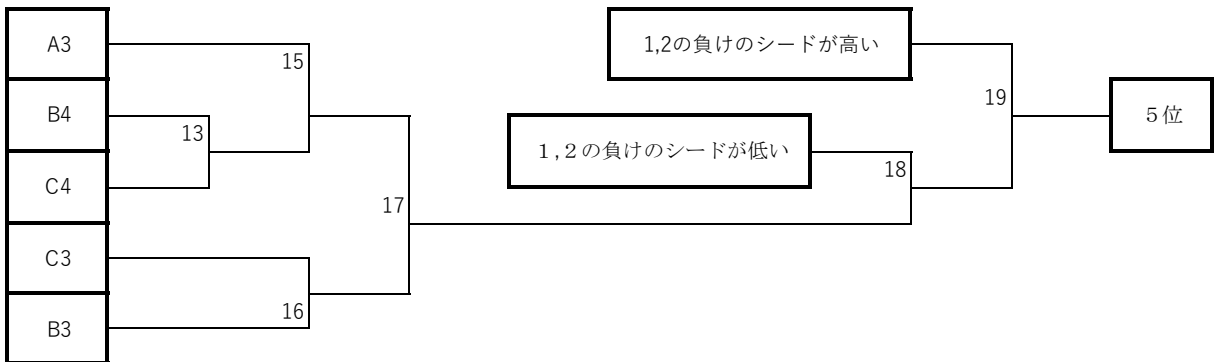 A3
1,2の負けのシードが高い
15
19
B4
５位
13
１,２の負けのシードが低い
18
C4
17
C3
16
B3